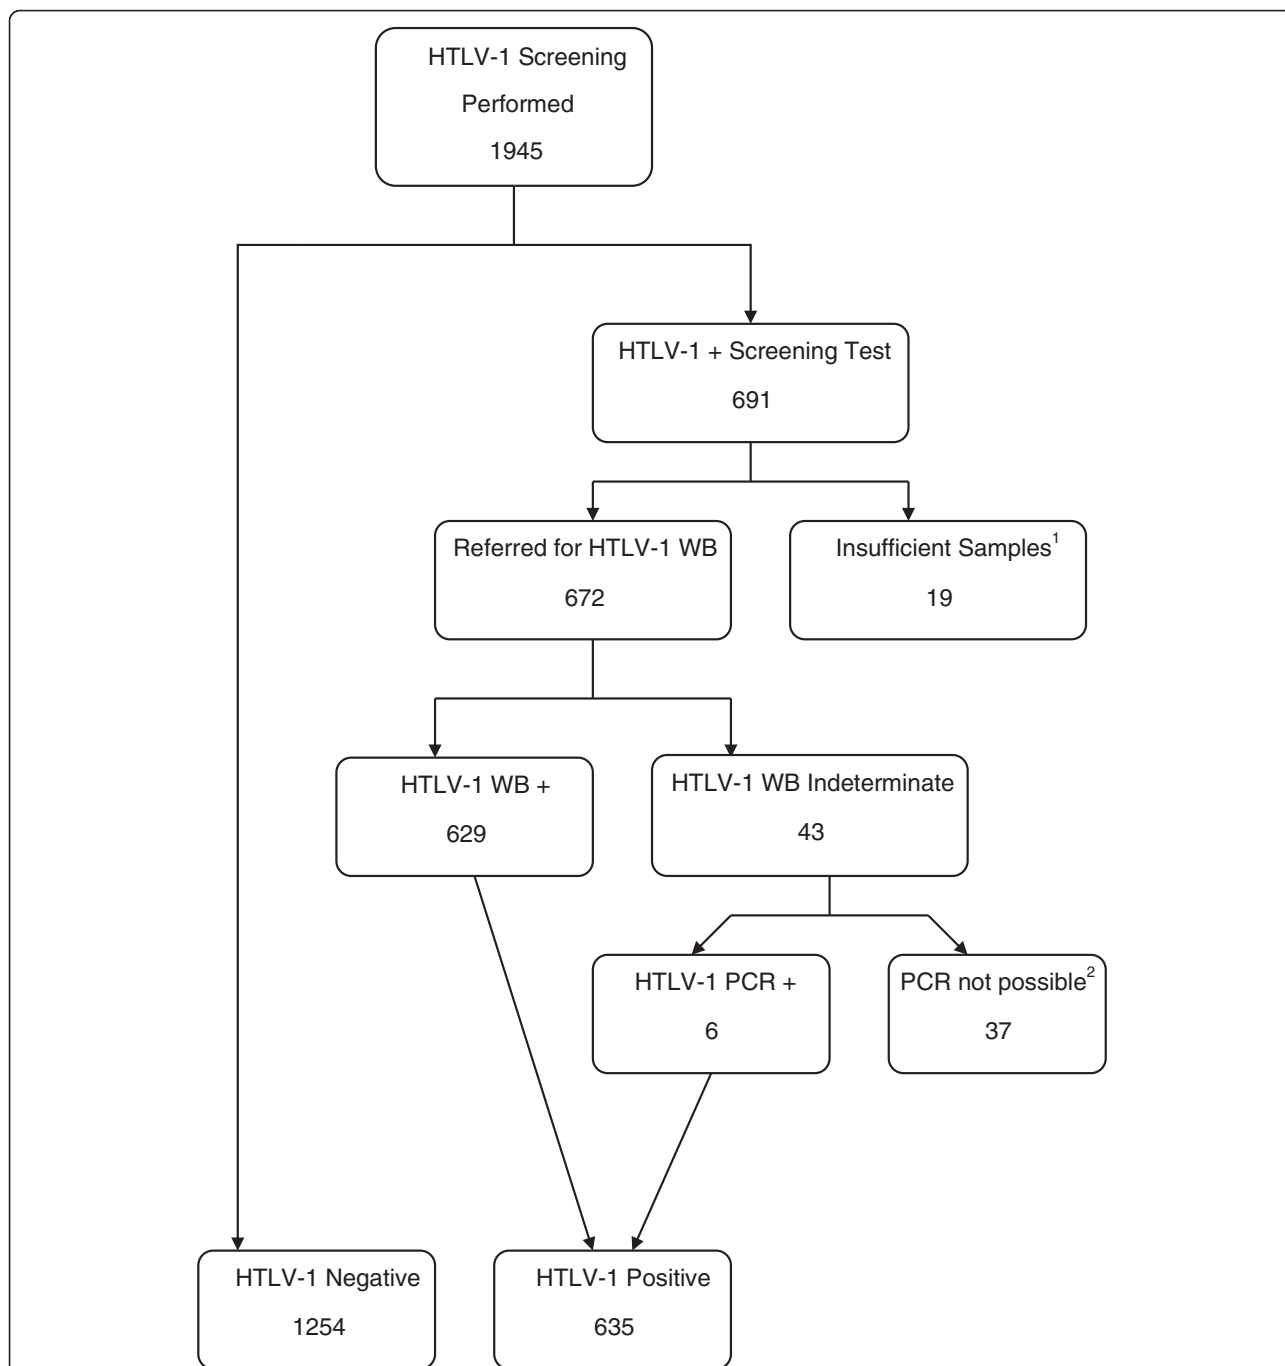 HTLV-1 Screening
Performed
1945
HTLV-1 + Screening Test
691
Referred for HTLV-1 WB
672
Insufficient Samples1
19
HTLV-1 WB +
629
HTLV-1 WB Indeterminate
43
HTLV-1 PCR +
6
PCR not possible2
37
HTLV-1 Negative
1254
HTLV-1 Positive
635